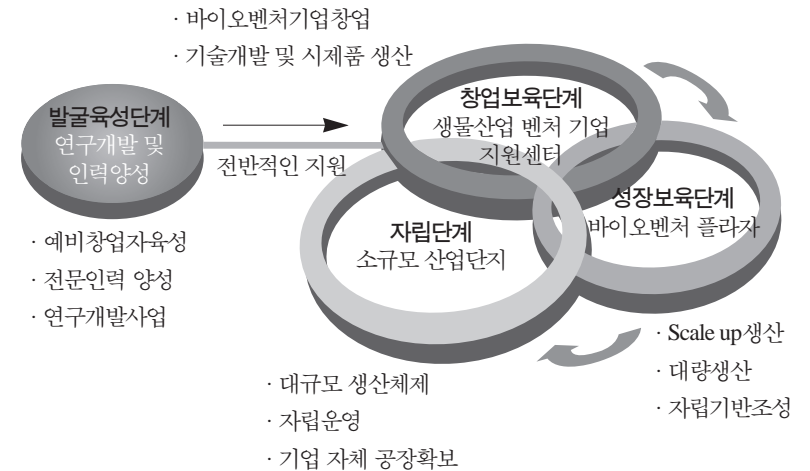 · 바이오벤처기업창업
· 기술개발 및 시제품 생산
발굴육성단계
연구개발 및
인력양성
전반적인 지원
창업보육단계
생물산업 벤처 기업
지원센터
성장보육단계
바이오벤처 플라자
자립단계
소규모 산업단지
· 예비창업자육성
· 전문인력 양성
· 연구개발사업
· Scale up생산
· 대량생산
· 자립기반조성
· 대규모 생산체제
· 자립운영
· 기업 자체 공장확보